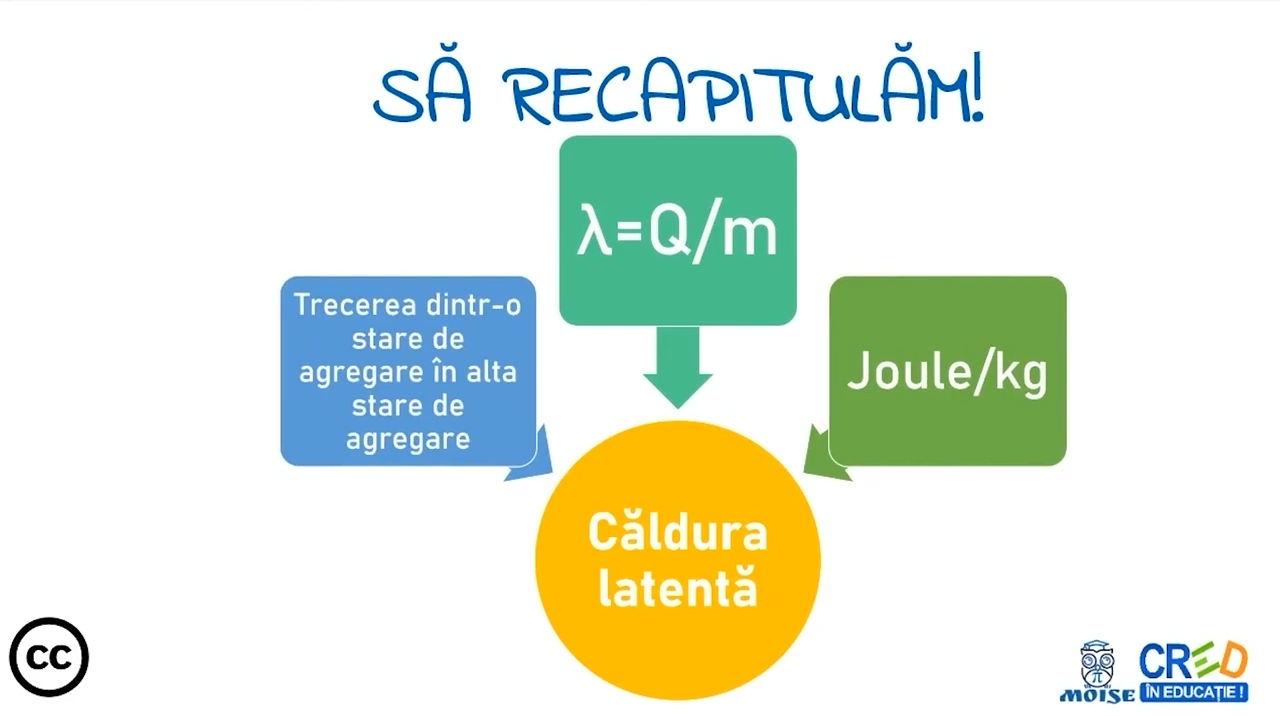 SĂ RECAPITULĂM!
λ=Q/m
Trecerea dintr-o
stare de
agregare în alta
stare de
agregare
Joule/kg
Căldura
latentă
cc
π
MOISE
CRED
ÎN EDUCAȚIE!